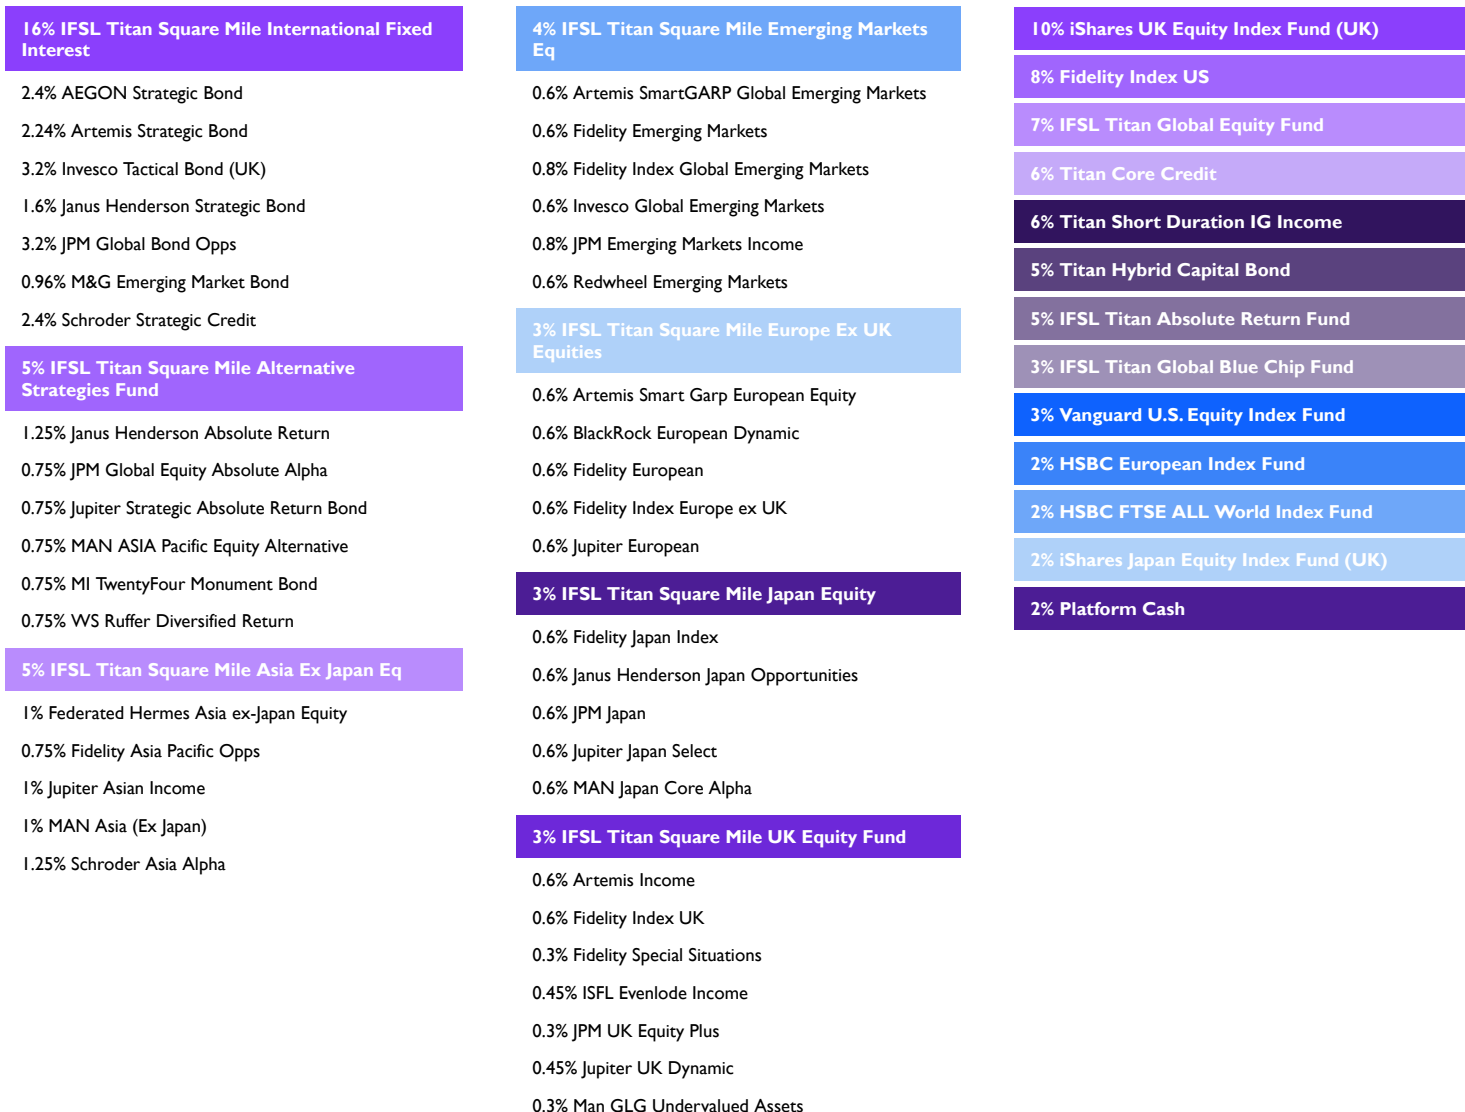 16% IFSL Titan Square Mile International Fixed
Interest
2.4% AEGON Strategic Bond
2.24% Artemis Strategic Bond
3.2% Invesco Tactical Bond (UK)
1.6% Janus Henderson Strategic Bond
3.2% JPM Global Bond Opps
0.96% M&G Emerging Market Bond
2.4% Schroder Strategic Credit
5% IFSL Titan Square Mile Alternative
Strategies Fund
1.25% Janus Henderson Absolute Return
0.75% JPM Global Equity Absolute Alpha
0.75% Jupiter Strategic Absolute Return Bond
0.75% MAN ASIA Pacific Equity Alternative
0.75% MI TwentyFour Monument Bond
0.75% WS Ruffer Diversified Return
5% IFSL Titan Square Mile Asia Ex Japan Eq
1% Federated Hermes Asia ex-Japan Equity
0.75% Fidelity Asia Pacific Opps
1% Jupiter Asian Income
1% MAN Asia (Ex Japan)
1.25% Schroder Asia Alpha
4% IFSL Titan Square Mile Emerging Markets
Eq
0.6% Artemis SmartGARP Global Emerging Markets
0.6% Fidelity Emerging Markets
0.8% Fidelity Index Global Emerging Markets
0.6% Invesco Global Emerging Markets
0.8% JPM Emerging Markets Income
0.6% Redwheel Emerging Markets
3% IFSL Titan Square Mile Europe Ex UK
Equities
0.6% Artemis Smart Garp European Equity
0.6% BlackRock European Dynamic
0.6% Fidelity European
0.6% Fidelity Index Europe ex UK
0.6% Jupiter European
3% IFSL Titan Square Mile Japan Equity
0.6% Fidelity Japan Index
0.6% Janus Henderson Japan Opportunities
0.6% JPM Japan
0.6% Jupiter Japan Select
0.6% MAN Japan Core Alpha
3% IFSL Titan Square Mile UK Equity Fund
0.6% Artemis Income
0.6% Fidelity Index UK
0.3% Fidelity Special Situations
0.45% ISFL Evenlode Income
0.3% JPM UK Equity Plus
0.45% Jupiter UK Dynamic
0.3% Man GLG Undervalued Assets
10% iShares UK Equity Index Fund (UK)
8% Fidelity Index US
7% IFSL Titan Global Equity Fund
6% Titan Core Credit
6% Titan Short Duration IG Income
5% Titan Hybrid Capital Bond
5% IFSL Titan Absolute Return Fund
3% IFSL Titan Global Blue Chip Fund
3% Vanguard U.S. Equity Index Fund
2% HSBC European Index Fund
2% HSBC FTSE ALL World Index Fund
2% iShares Japan Equity Index Fund (UK)
2% Platform Cash